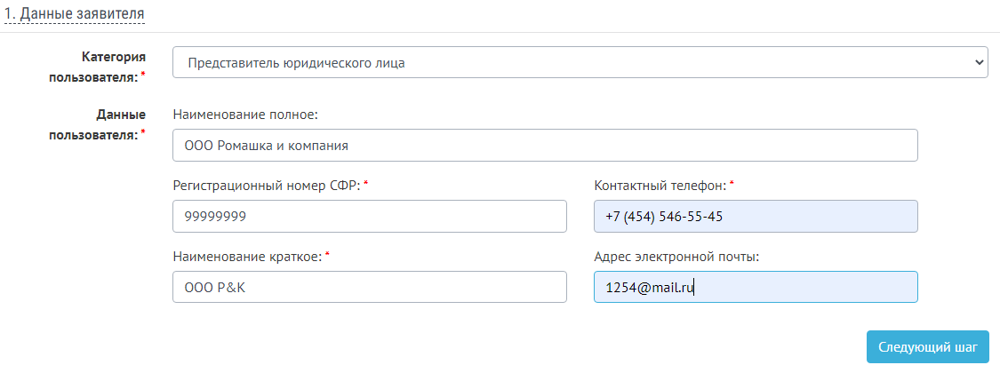 1. Данные заявителя
Категория пользователя: *
Представитель юридического лица
Данные пользователя: *
Наименование полное:
ООО Ромашка и компания
Регистрационный номер СФР: *
Контактный телефон: *
99999999
+7 (454) 546-55-45
Наименование краткое: *
Адрес электронной почты:
ООО Р&К
1254@mail.ru
Следующий шаг